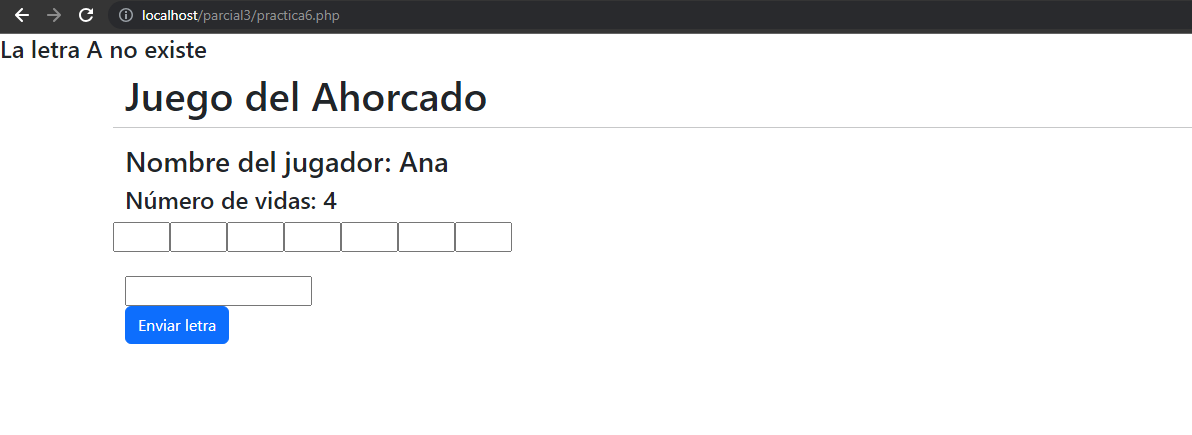 localhost/parcial3/practica6.php
La letra A no existe
Juego del Ahorcado
Nombre del jugador: Ana
Número de vidas: 4
Enviar letra